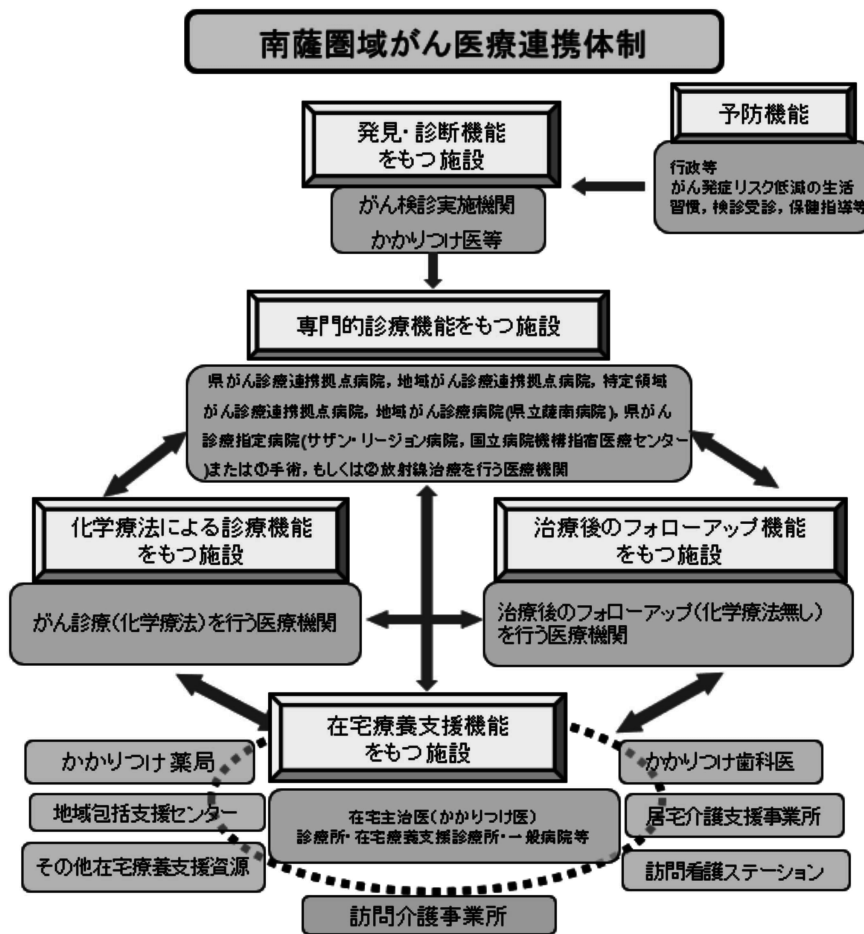 南薩圏域がん医療連携体制
発見・診断機能
をもつ施設
がん検診実施機関
かかりつけ医等
予防機能
行政等
がん発症リスク低減の生活
習慣，検診受診，保健指導等
専門的診療機能をもつ施設
県がん診療連携拠点病院，地域がん診療連携拠点病院，特定領域
がん診療連携拠点病院，地域がん診療病院(県立薩南病院)，県がん
診療指定病院(サザン・リージョン病院，国立病院機構指宿医療センター
)または①手術，もしくは②放射線治療を行う医療機関
化学療法による診療機能
をもつ施設
がん診療(化学療法)を行う医療機関
治療後のフォローアップ機能
をもつ施設
治療後のフォローアップ(化学療法無し)
を行う医療機関
在宅療養支援機能
をもつ施設
在宅主治医(かかりつけ医)
診療所・在宅療養支援診療所・一般病院等
かかりつけ薬局
地域包括支援センター
その他在宅療養支援資源
かかりつけ歯科医
居宅介護支援事業所
訪問看護ステーション
訪問介護事業所